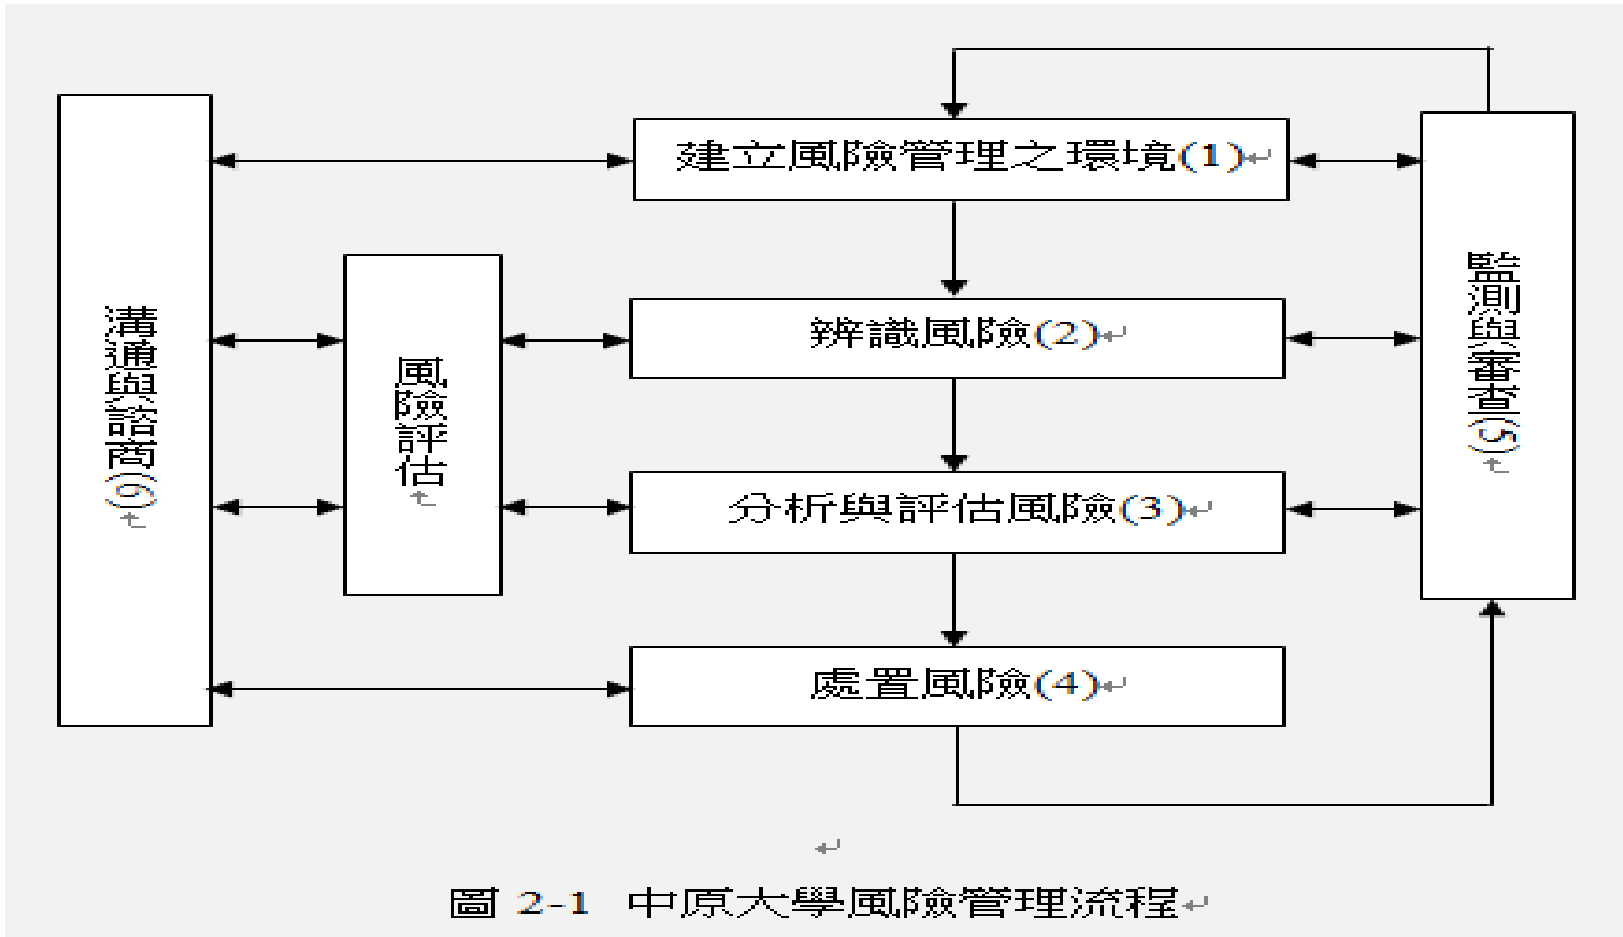 建立風險管理之環境(1)
溝通與諮商(6)
風險評估
辨識風險(2)
監測與審查(5)
分析與評估風險(3)
處置風險(4)
圖 2-1 中原大學風險管理流程